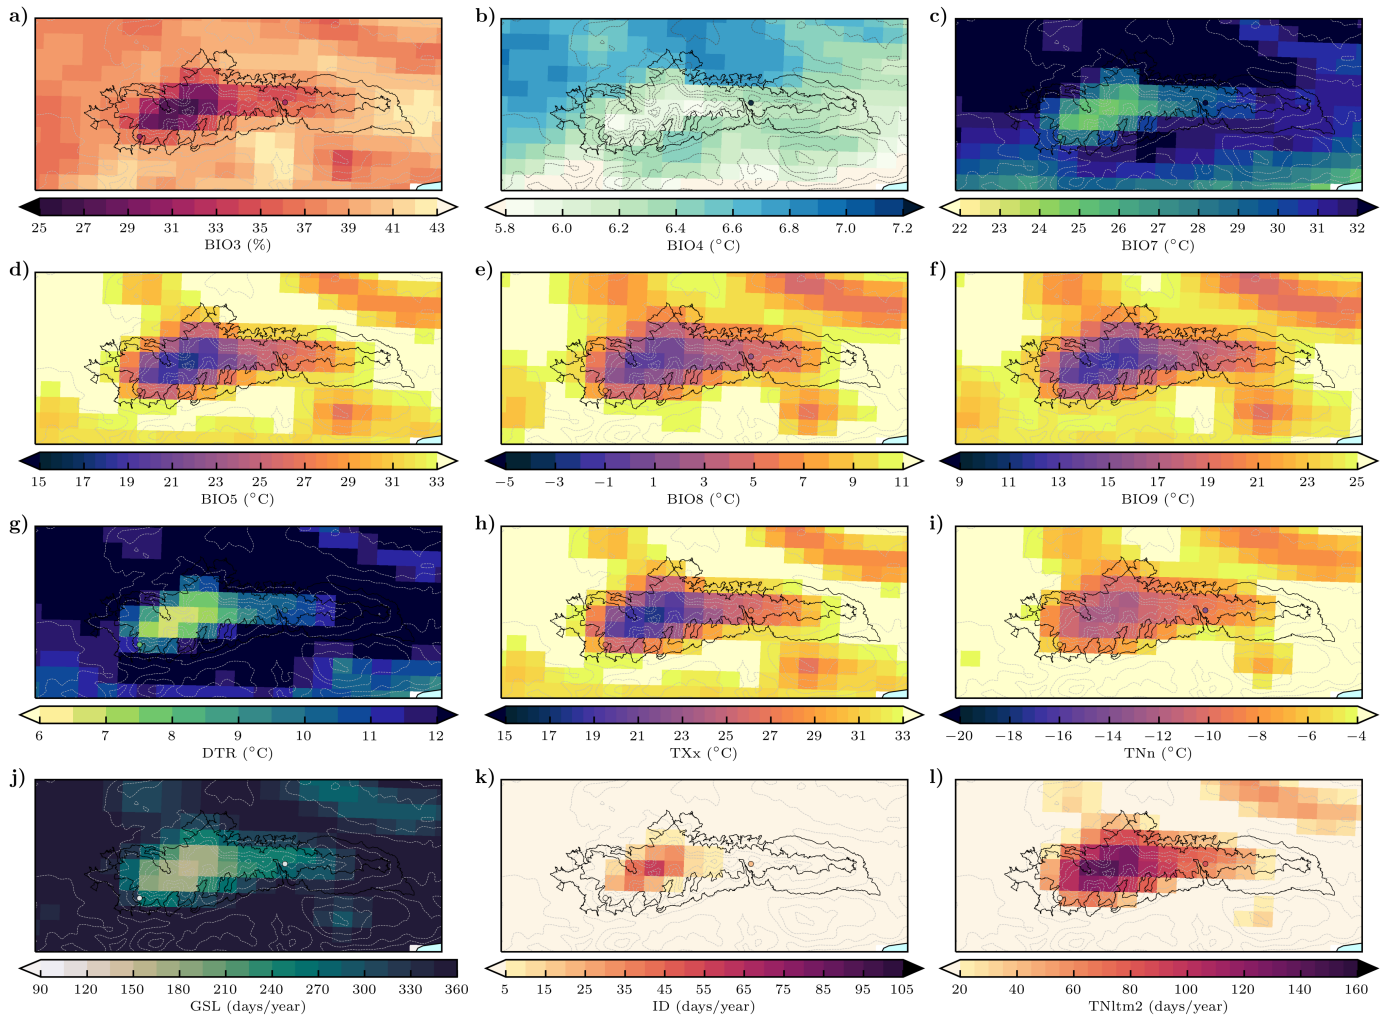 a) b) c)
25 27 29 31 33 35 37 39 41 43
BIO3 (%)
5.8 6.0 6.2 6.4 6.6 6.8 7.0 7.2
BIO4 (°C)
22 23 24 25 26 27 28 29 30 31 32
BIO7 (°C)
d) e) f)
15 17 19 21 23 25 27 29 31 33
BIO5 (°C)
−5 −3 −1 1 3 5 7 9 11
BIO8 (°C)
9 11 13 15 17 19 21 23 25
BIO9 (°C)
g) h) i)
6 7 8 9 10 11 12
DTR (°C)
15 17 19 21 23 26 27 29 31 33
TXx (°C)
−20 −18 −16 −14 −12 −10 −8 −6 −4
TNn (°C)
j) k) l)
90 120 150 180 210 240 270 300 330 360
GSL (days/year)
5 15 25 35 45 55 65 75 85 95 105
ID (days/year)
20 40 60 80 100 120 140 160
TNltm2 (days/year)